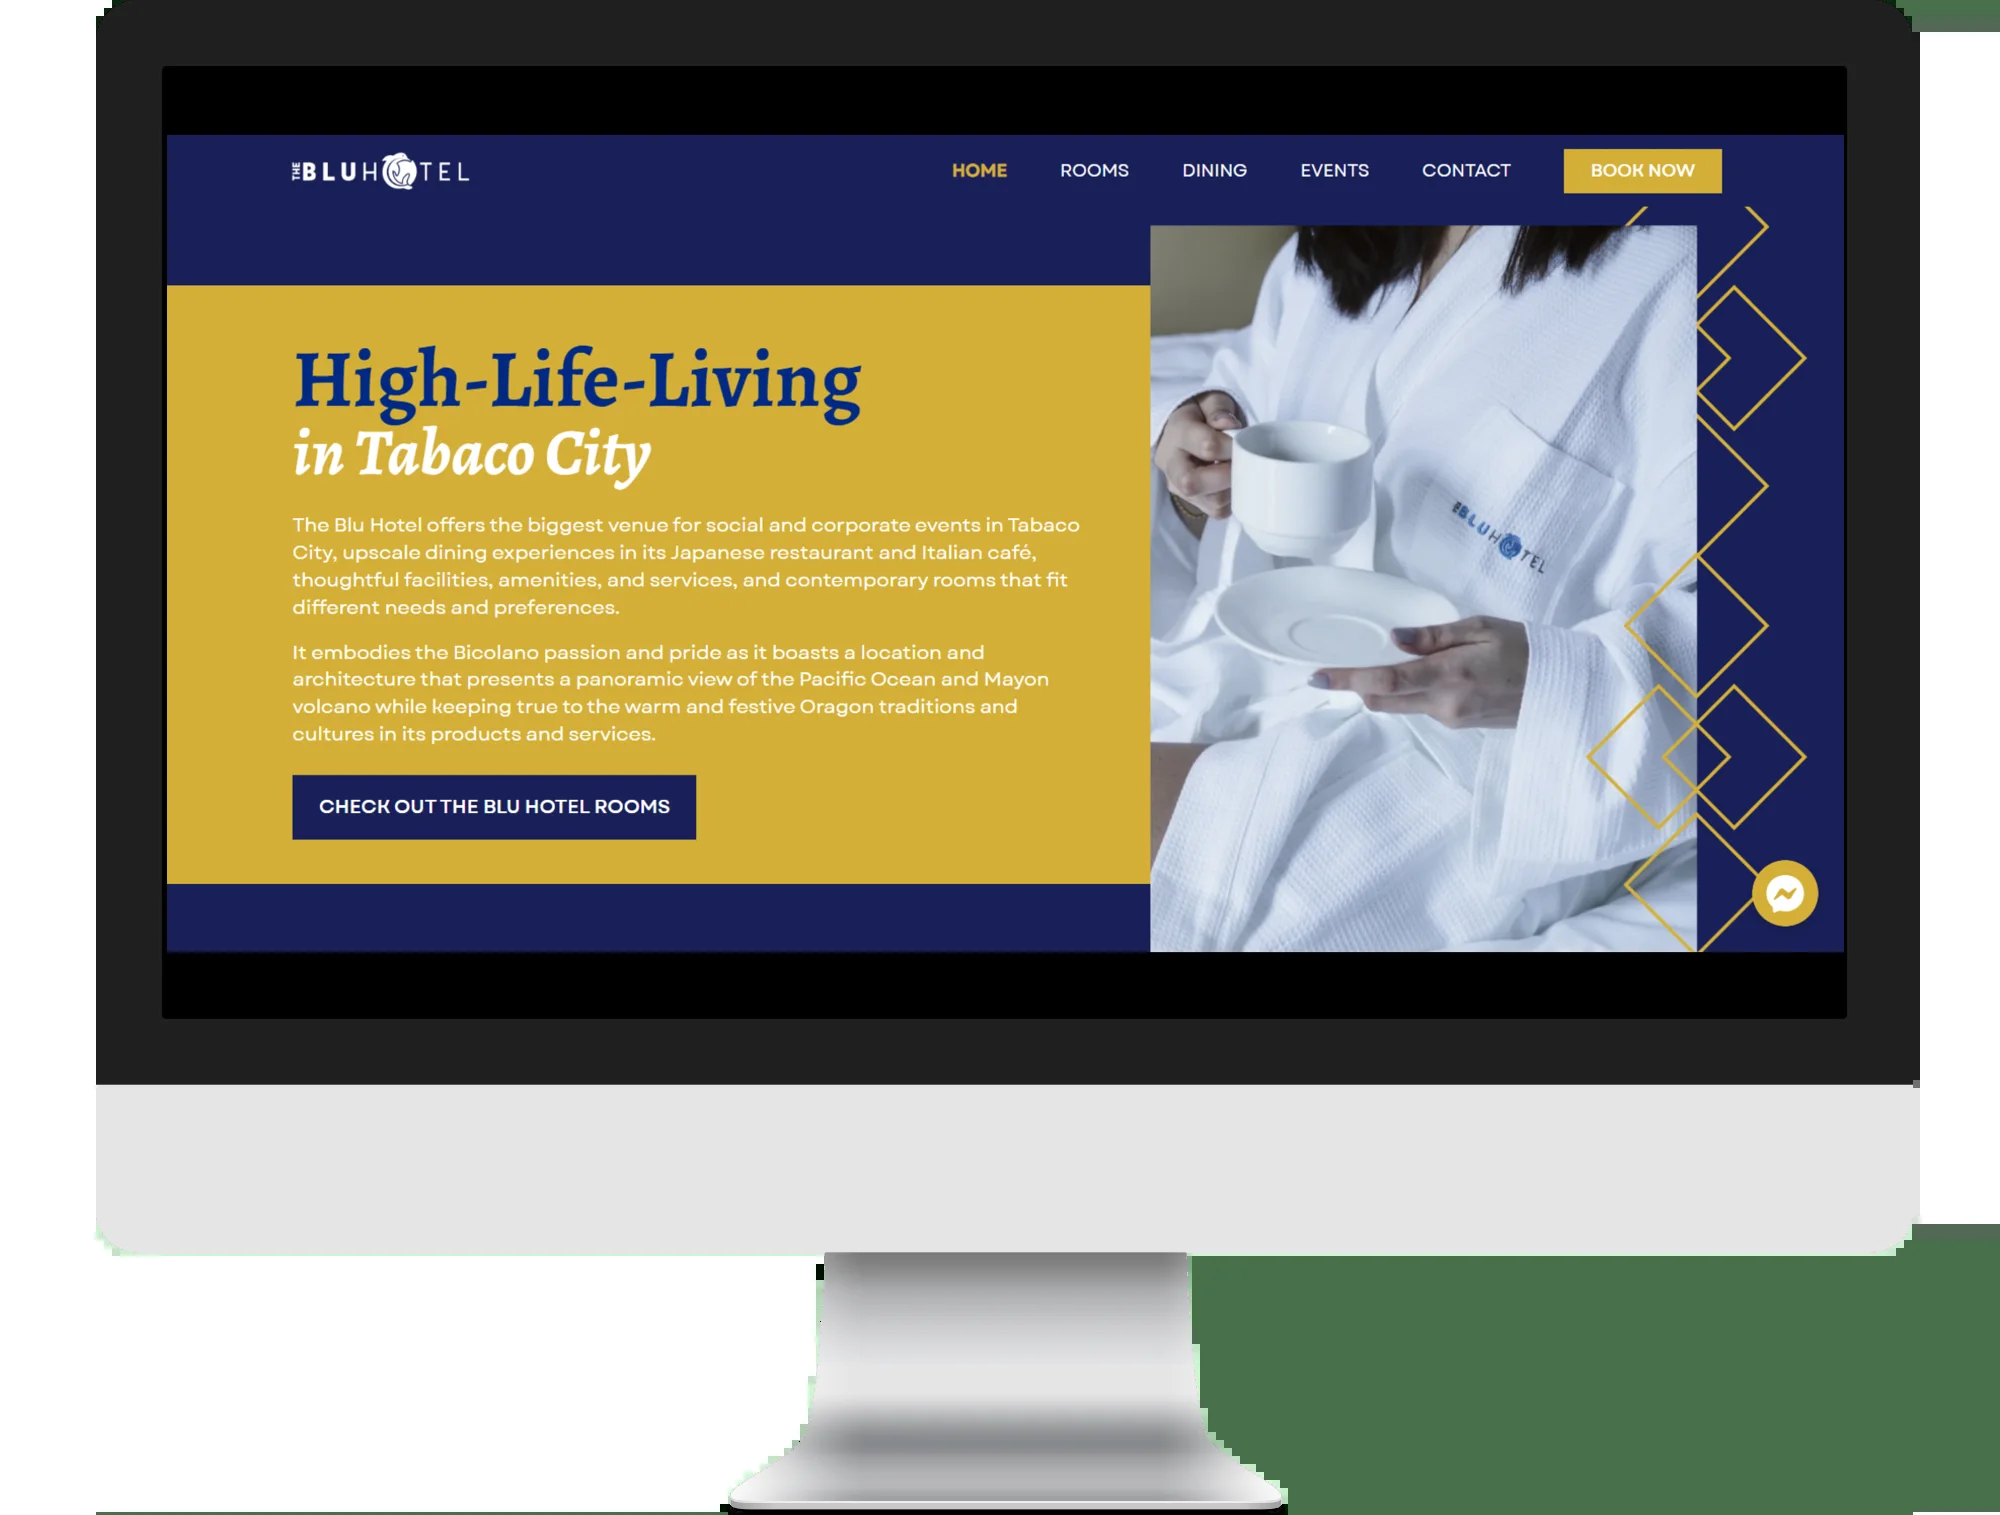 THE BLU HOTEL
HOME ROOMS DINING EVENTS CONTACT BOOK NOW
High-Life-Living
in Tabaco City
The Blu Hotel offers the biggest venue for social and corporate events in Tabaco
City, upscale dining experiences in its Japanese restaurant and Italian café,
thoughtful facilities, amenities, and services, and contemporary rooms that fit
different needs and preferences.
It embodies the Bicolano passion and pride as it boasts a location and
architecture that presents a panoramic view of the Pacific Ocean and Mayon
volcano while keeping true to the warm and festive Oragon traditions and
cultures in its products and services.
CHECK OUT THE BLU HOTEL ROOMS
THE BLU HOTEL